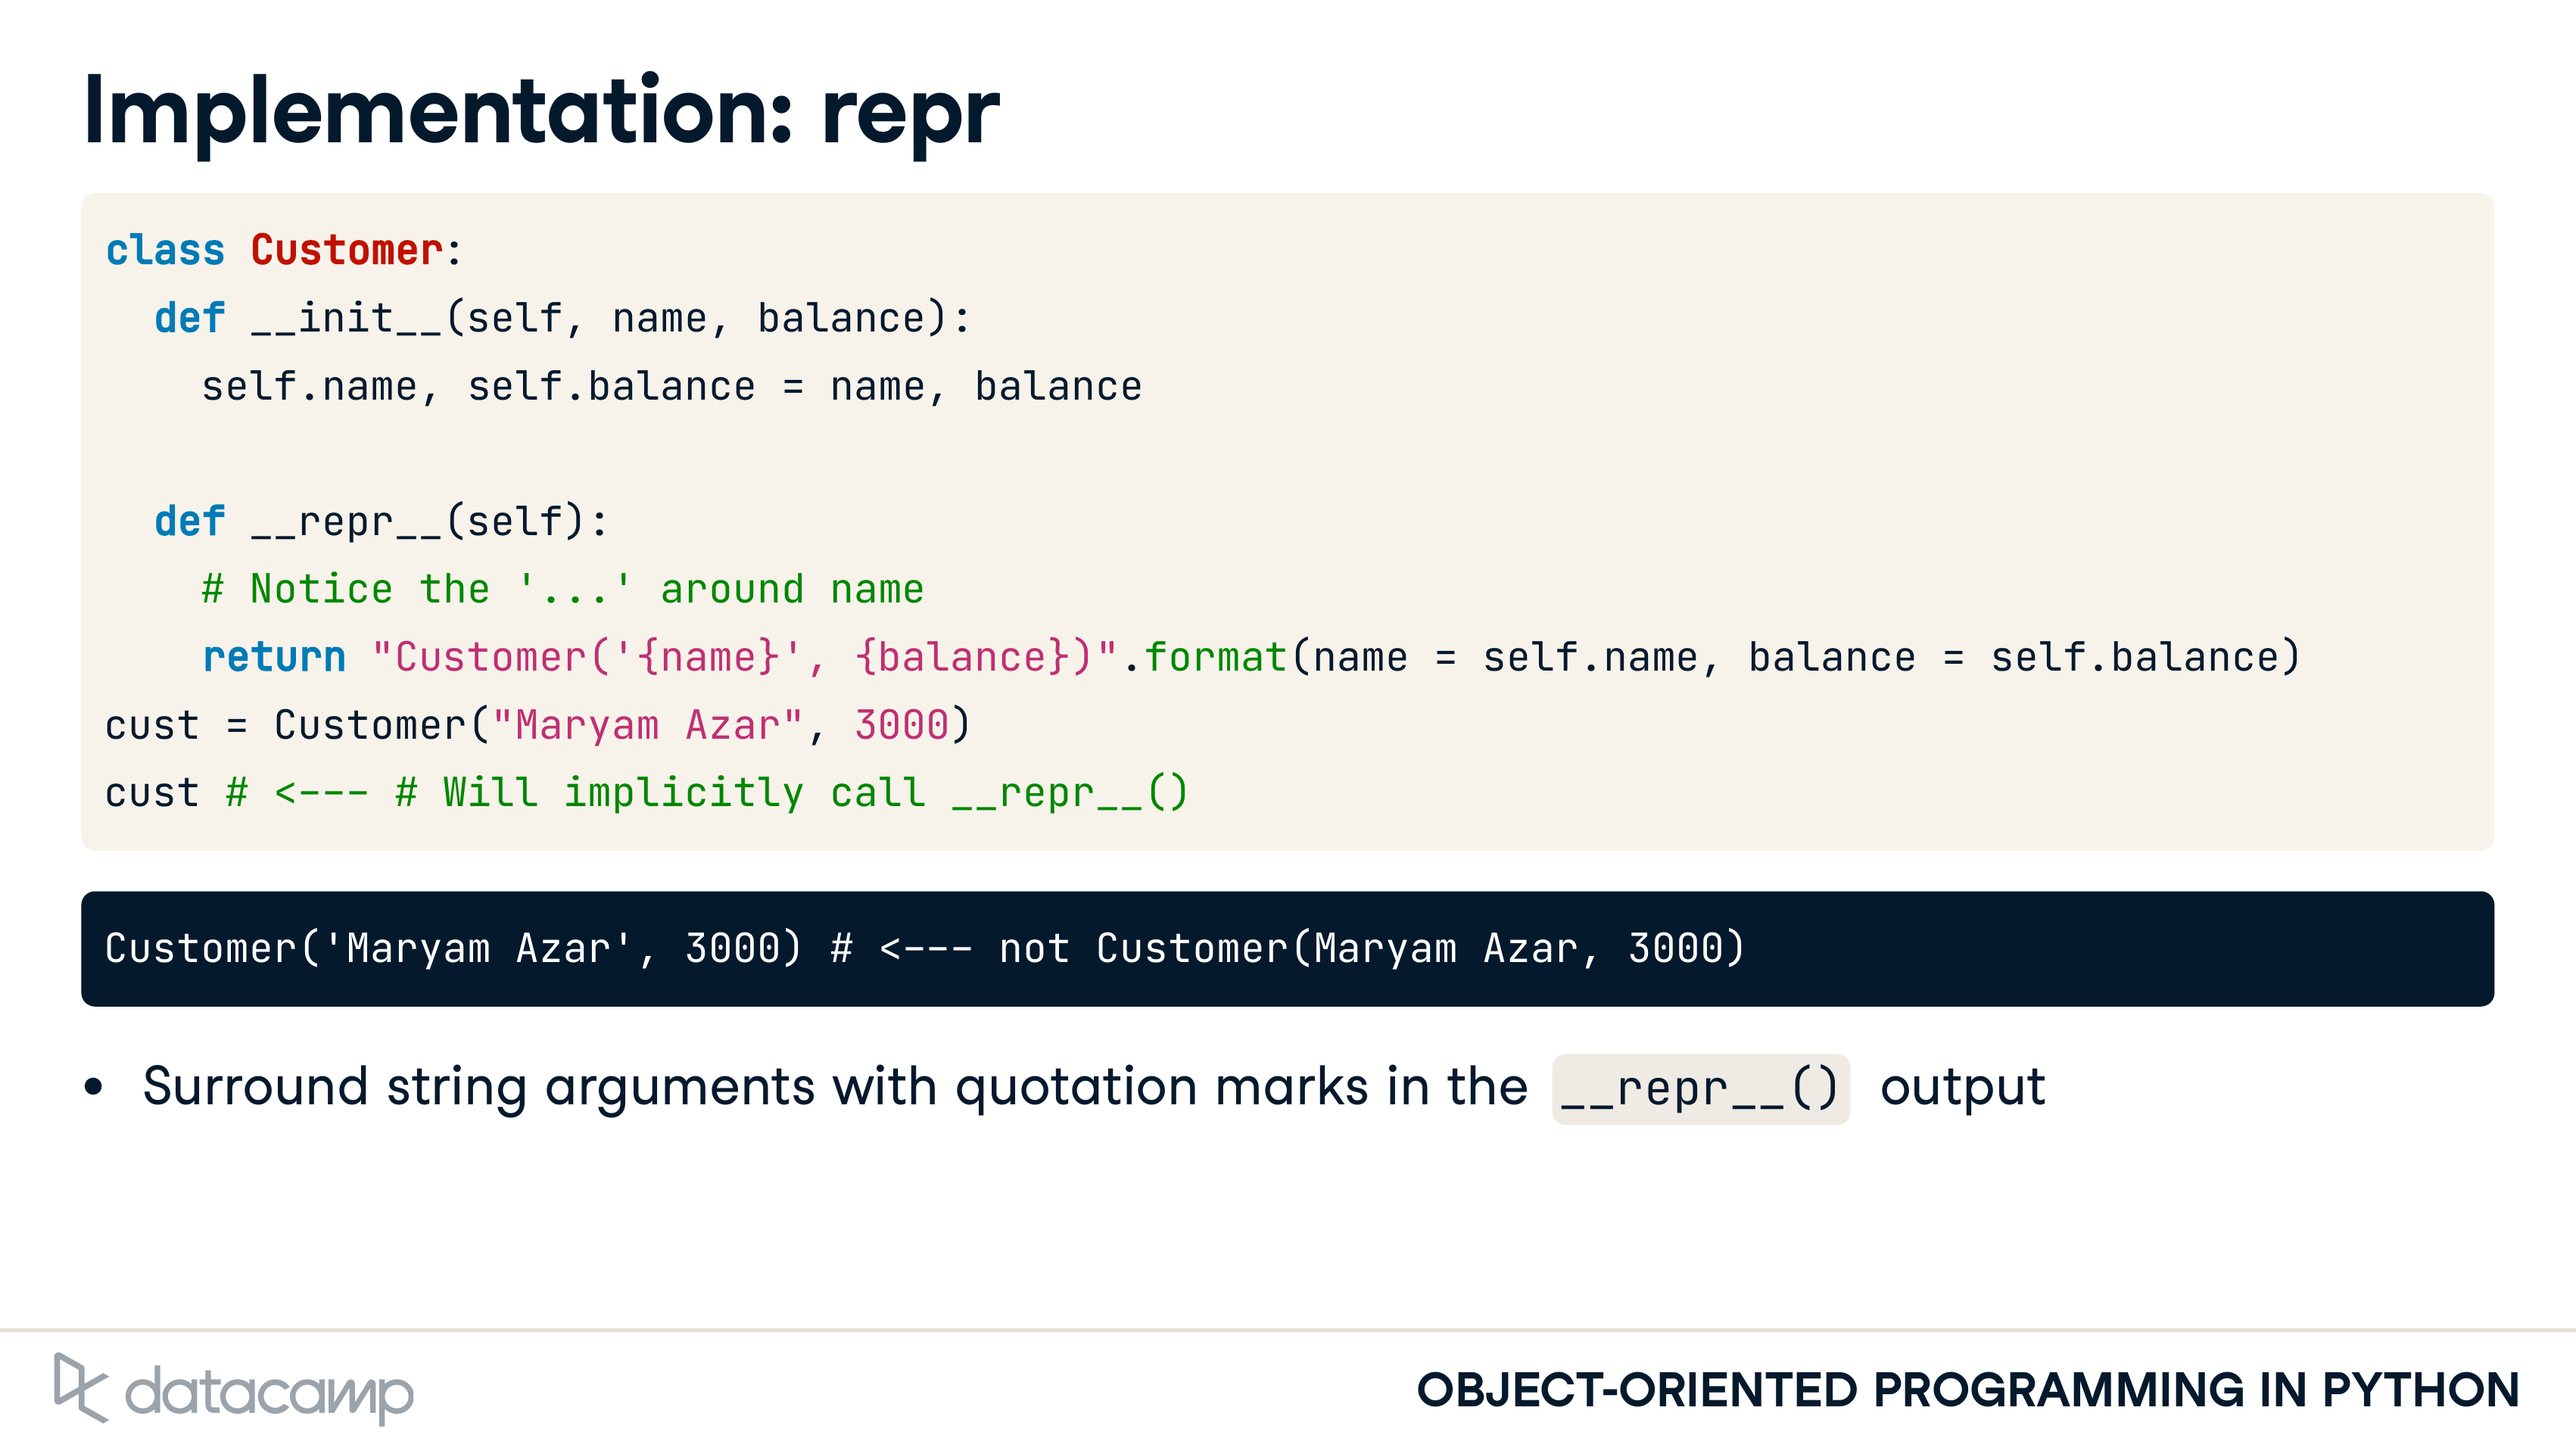 Implementation: repr
class Customer:
  def __init__(self, name, balance):
    self.name, self.balance = name, balance
  def __repr__(self):
    # Notice the '...' around name
    return "Customer('{name}', {balance})".format(name = self.name, balance = self.balance)
cust = Customer("Maryam Azar", 3000)
cust # <--- # Will implicitly call __repr__()
Customer('Maryam Azar', 3000) # <--- not Customer(Maryam Azar, 3000)
• Surround string arguments with quotation marks in the __repr__() output
datacamp
OBJECT-ORIENTED PROGRAMMING IN PYTHON